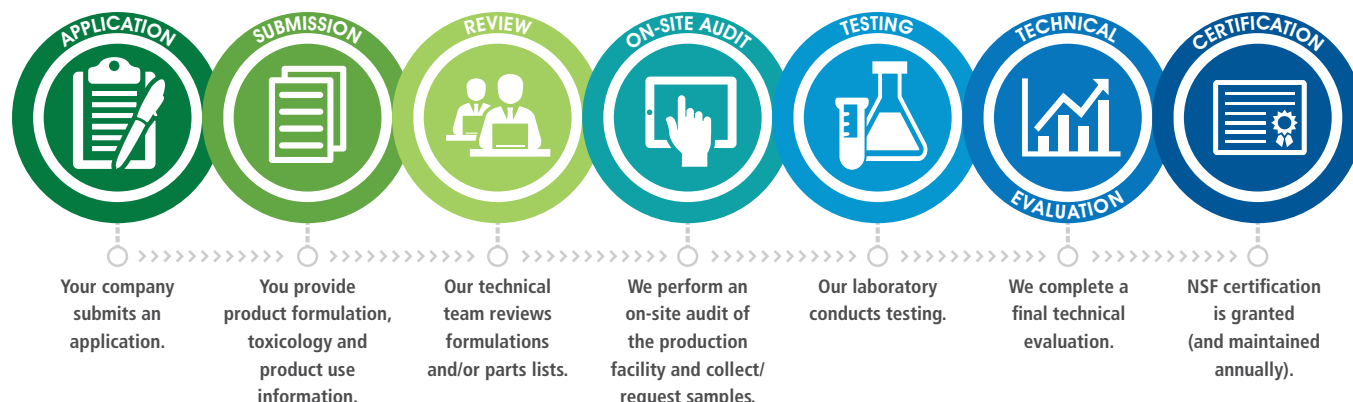 APPLICATION
SUBMISSION
REVIEW
ON-SITE AUDIT
TESTING
TECHNICAL
EVALUATION
CERTIFICATION
Your company
submits an
application.
You provide
product formulation,
toxicology and
product use
information.
Our technical
team reviews
formulations
and/or parts lists.
We perform an
on-site audit of
the production
facility and collect/
request samples.
Our laboratory
conducts testing.
We complete a
final technical
evaluation.
NSF certification
is granted
(and maintained
annually).